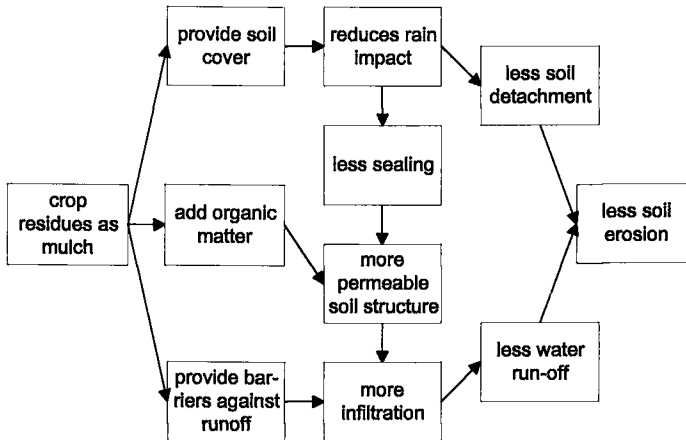 provide soil
cover
reduces rain
impact
less soil
detachment
less sealing
crop
residues as
mulch
add organic
matter
less soil
erosion
more
permeable
soil structure
less water
run-off
provide bar-
riers against
runoff
more
infiltration